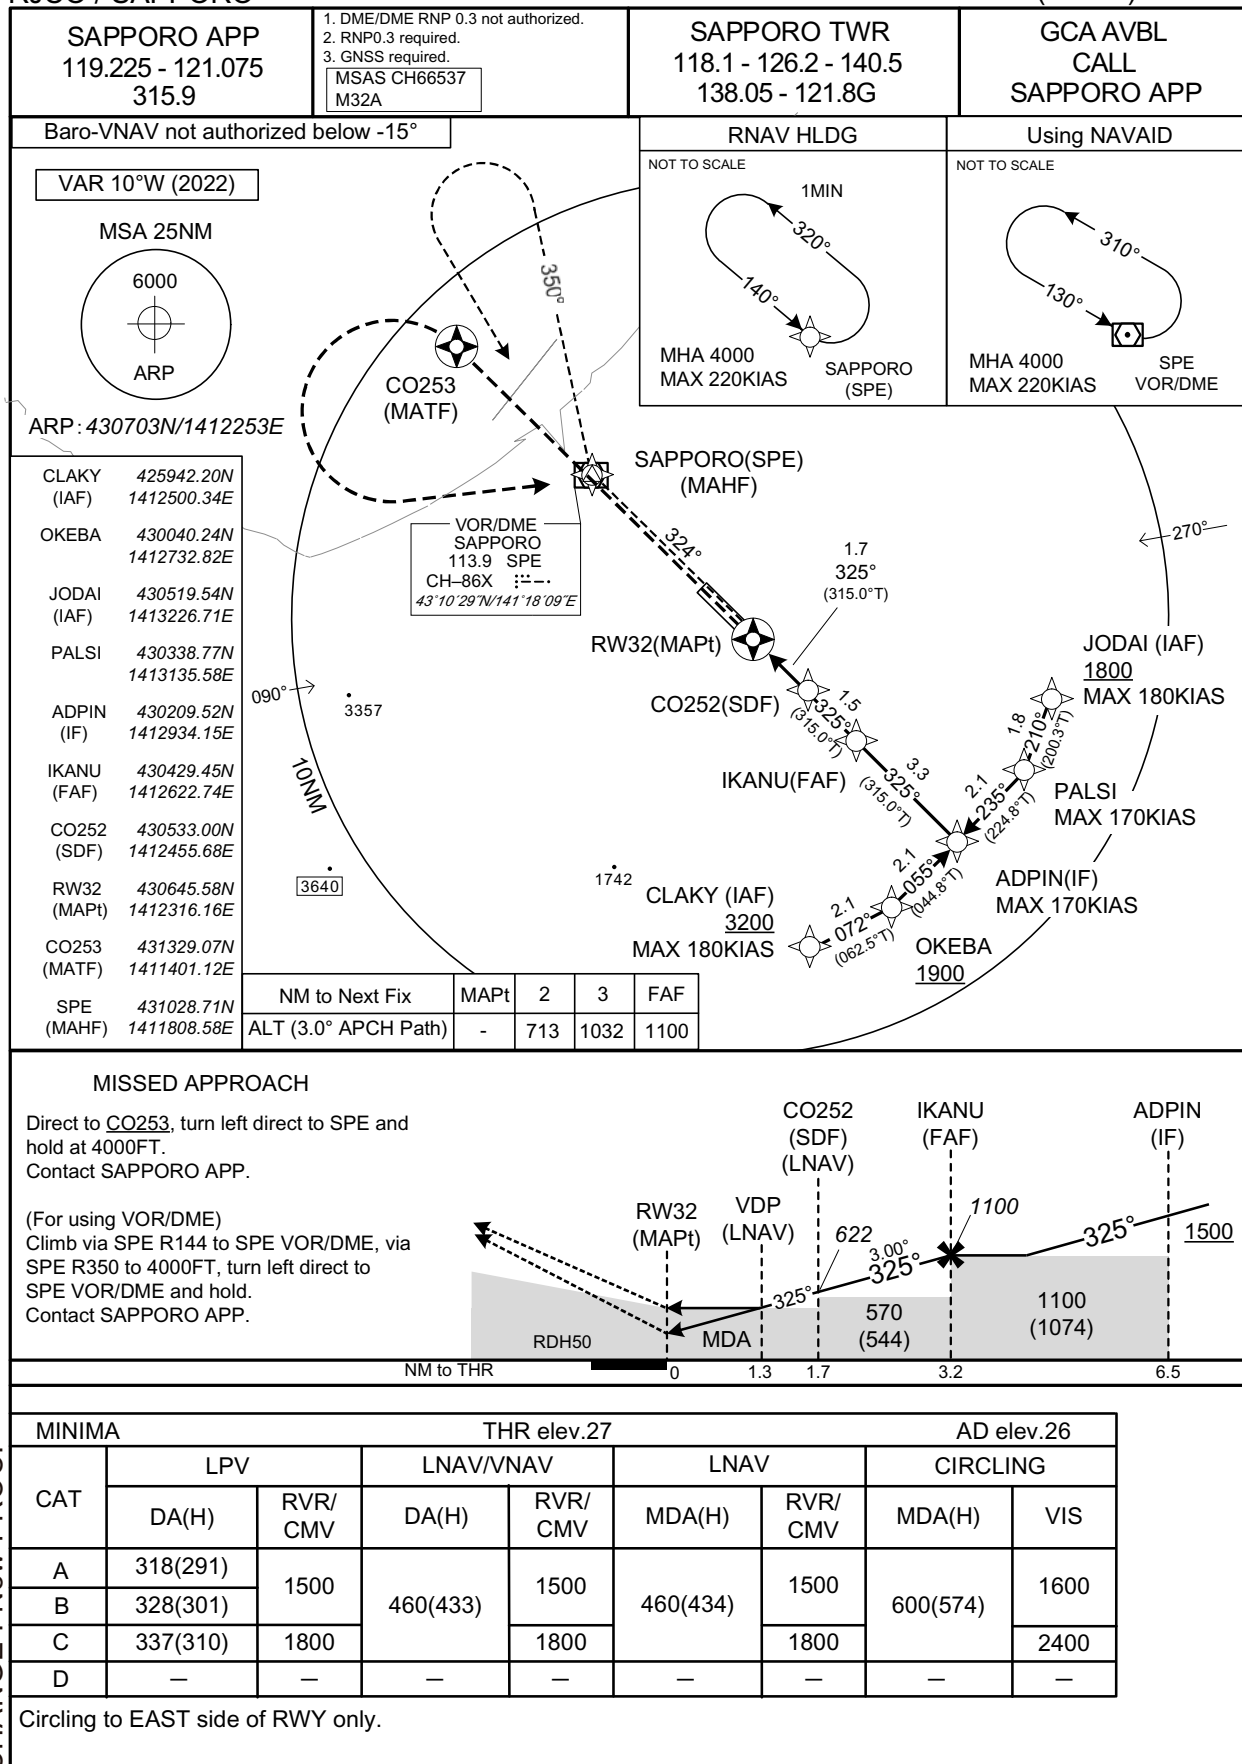 SAPPORO APP
119.225 - 121.075
315.9
1. DME/DME RNP 0.3 not authorized.
2. RNP0.3 required.
3. GNSS required.
MSAS CH66537
M32A
SAPPORO TWR
118.1 - 126.2 - 140.5
138.05 - 121.8G
GCA AVBL
CALL
SAPPORO APP
Baro-VNAV not authorized below -15°
VAR 10°W (2022)
MSA 25NM
6000
ARP
ARP : 430703N/1412253E
RNAV HLDG
NOT TO SCALE
1MIN
320°
140°
MHA 4000
MAX 220KIAS
SAPPORO
(SPE)
Using NAVAID
NOT TO SCALE
310°
130°
MHA 4000
MAX 220KIAS
SPE
VOR/DME
350°
CO253
(MATF)
SAPPORO(SPE)
(MAHF)
VOR/DME
SAPPORO
113.9 SPE
CH–86X
43°10′29″N/141°18′09″E
324°
270°
1.7
325°
(315.0°T)
RW32(MAPt)
CO252(SDF)
1.5
325°
(315.0°T)
IKANU(FAF)
3.3
325°
(315.0°T)
JODAI (IAF)
1800
MAX 180KIAS
1.8
210°
(200.3°T)
PALSI
MAX 170KIAS
2.1
235°
(224.8°T)
ADPIN(IF)
MAX 170KIAS
2.1
055°
(044.8°T)
OKEBA
1900
2.1
072°
(062.5°T)
CLAKY (IAF)
3200
MAX 180KIAS
090°
3357
10NM
3640
1742
CLAKY 425942.20N
(IAF) 1412500.34E
OKEBA 430040.24N
1412732.82E
JODAI 430519.54N
(IAF) 1413226.71E
PALSI 430338.77N
1413135.58E
ADPIN 430209.52N
(IF) 1412934.15E
IKANU 430429.45N
(FAF) 1412622.74E
CO252 430533.00N
(SDF) 1412455.68E
RW32 430645.58N
(MAPt) 1412316.16E
CO253 431329.07N
(MATF) 1411401.12E
SPE 431028.71N
(MAHF) 1411808.58E
NM to Next Fix MAPt 2 3 FAF
ALT (3.0° APCH Path) - 713 1032 1100
MISSED APPROACH
Direct to CO253, turn left direct to SPE and
hold at 4000FT.
Contact SAPPORO APP.
(For using VOR/DME)
Climb via SPE R144 to SPE VOR/DME, via
SPE R350 to 4000FT, turn left direct to
SPE VOR/DME and hold.
Contact SAPPORO APP.
CO252
(SDF)
(LNAV)
IKANU
(FAF)
ADPIN
(IF)
RW32
(MAPt)
VDP
(LNAV)
622
1100
1500
3.00°
325°
325°
325°
570
(544)
1100
(1074)
RDH50
MDA
NM to THR 0 1.3 1.7 3.2 6.5
MINIMA THR elev.27 AD elev.26
CAT LPV LNAV/VNAV LNAV CIRCLING
DA(H) RVR/CMV DA(H) RVR/CMV MDA(H) RVR/CMV MDA(H) VIS
A 318(291) 1500 460(433) 1500 460(434) 1500 600(574) 1600
B 328(301)
C 337(310) 1800 1800 1800 2400
D – – – – – – – –
Circling to EAST side of RWY only.